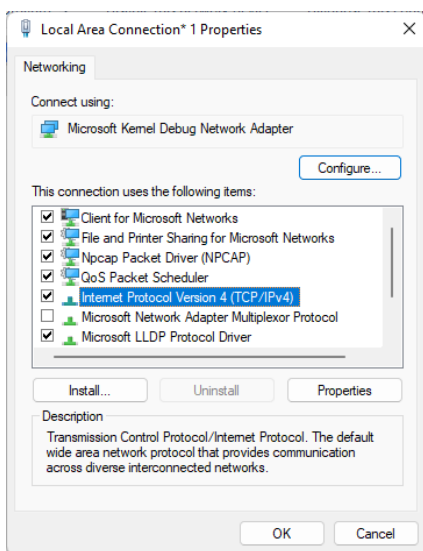 Local Area Connection* 1 Properties
Networking
Connect using:
Microsoft Kernel Debug Network Adapter
Configure...
This connection uses the following items:
Client for Microsoft Networks
File and Printer Sharing for Microsoft Networks
Npcap Packet Driver (NPCAP)
QoS Packet Scheduler
Internet Protocol Version 4 (TCP/IPv4)
Microsoft Network Adapter Multiplexor Protocol
Microsoft LLDP Protocol Driver
Install... Uninstall Properties
Description
Transmission Control Protocol/Internet Protocol. The default
wide area network protocol that provides communication
across diverse interconnected networks.
OK Cancel